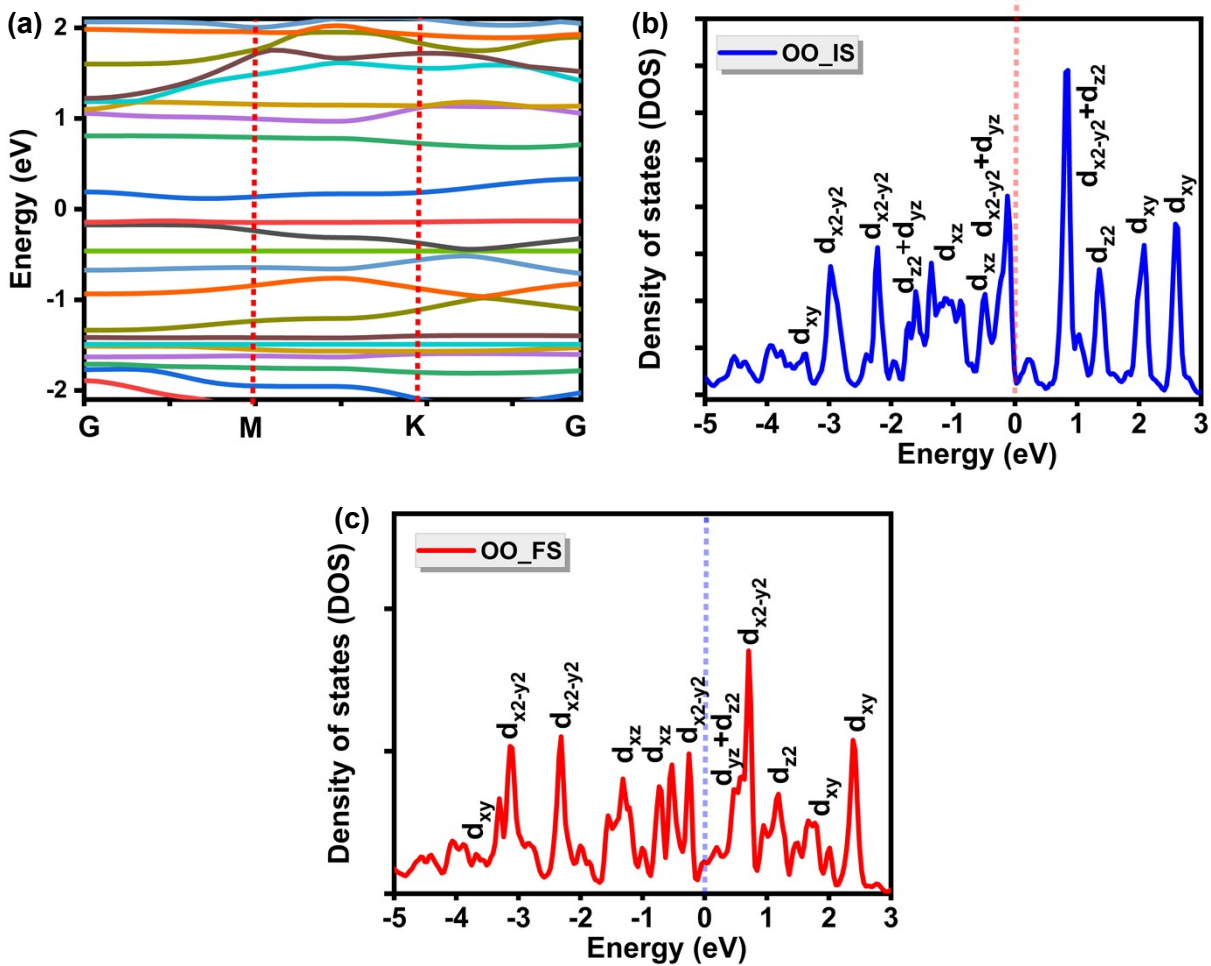 (a)
Energy (eV)
2
1
0
-1
-2
G
M
K
G
(b)
OO_IS
Density of states (DOS)
dxy
dx2-y2
dx2-y2
dz2+dyz
dxz
dxz
dx2-y2+dyz
dx2-y2+dz2
dz2
dxy
dxy
-5
-4
-3
-2
-1
0
1
2
3
Energy (eV)
(c)
OO_FS
Density of states (DOS)
dxy
dx2-y2
dx2-y2
dxz
dxz
dx2-y2
dyz+dz2
dx2-y2
dz2
dxy
dxy
-5
-4
-3
-2
-1
0
1
2
3
Energy (eV)